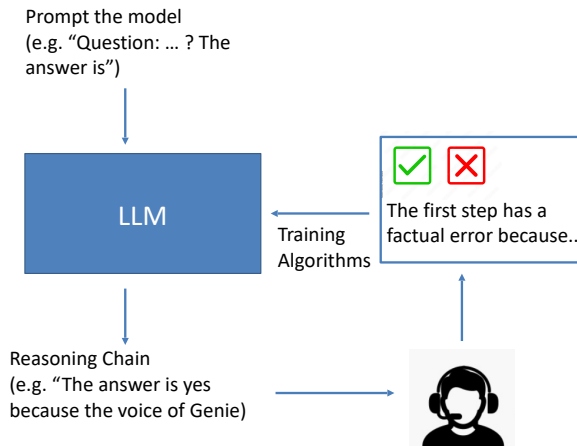 Prompt the model
(e.g. “Question: … ? The
answer is”)
LLM
The first step has a
factual error because..
Training
Algorithms
Reasoning Chain
(e.g. “The answer is yes
because the voice of Genie)